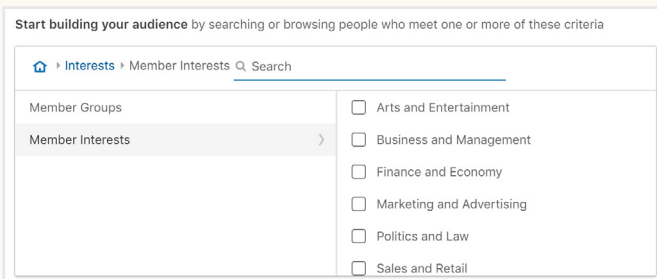 Start building your audience by searching or browsing people who meet one or more of these criteria
Interests Member Interests Search
Member Groups
Member Interests
Arts and Entertainment
Business and Management
Finance and Economy
Marketing and Advertising
Politics and Law
Sales and Retail